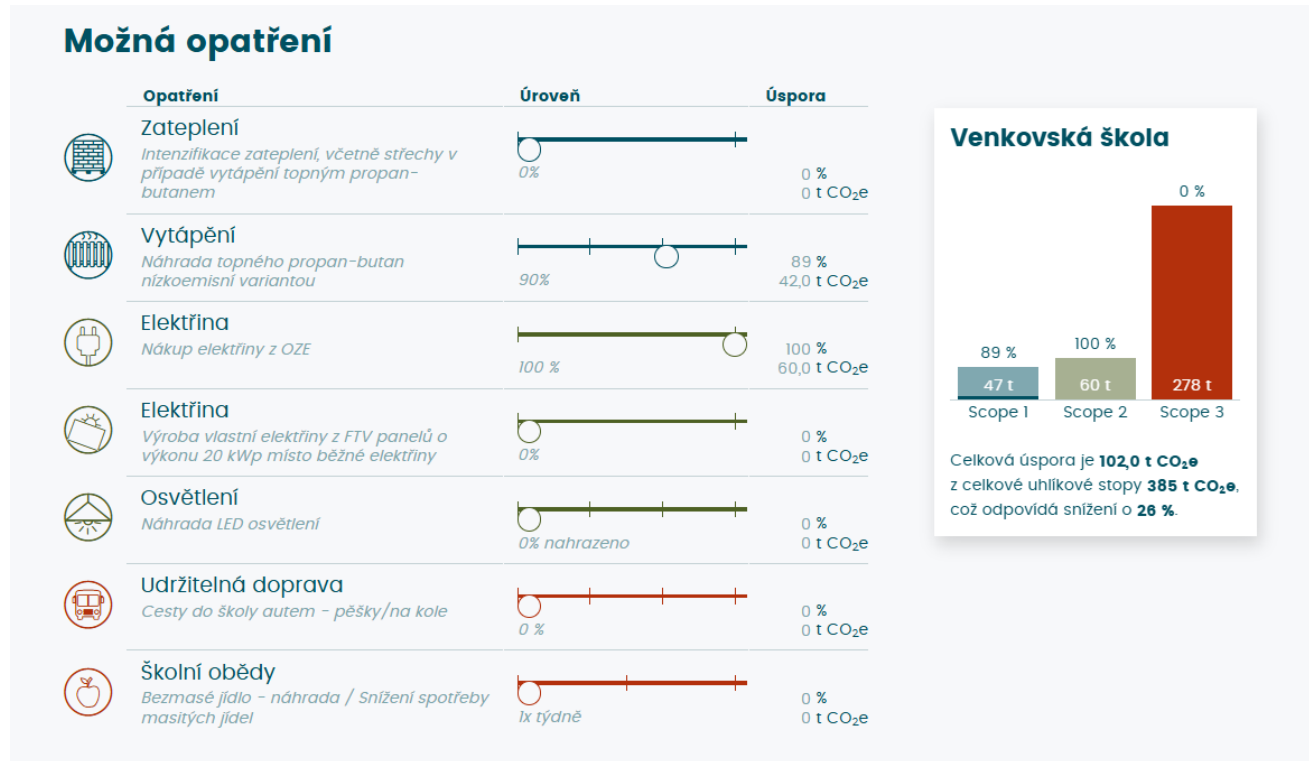 Možná opatření
Opatření
Úroveň
Úspora
Zateplení
Intenzifikace zateplení, včetně střechy v
případě vytápění topným propan-
butanem
0%
0 %
0 t CO₂e
Vytápění
Náhrada topného propan-butan
nízkoemisní variantou
90%
89 %
42,0 t CO₂e
Elektřina
Nákup elektřiny z OZE
100 %
100 %
60,0 t CO₂e
Elektřina
Výroba vlastní elektřiny z FTV panelů o
výkonu 20 kWp místo běžné elektřiny
0%
0 %
0 t CO₂e
Osvětlení
Náhrada LED osvětlení
0% nahrazeno
0 %
0 t CO₂e
Udržitelná doprava
Cesty do školy autem - pěšky/na kole
0 %
0 %
0 t CO₂e
Školní obědy
Bezmasé jídlo - náhrada / Snížení spotřeby
masitých jídel
1x týdně
0 %
0 t CO₂e
Venkovská škola
0 %
100 %
89 %
47 t
60 t
278 t
Scope 1
Scope 2
Scope 3
Celková úspora je 102,0 t CO₂e
z celkové uhlíkové stopy 385 t CO₂e,
což odpovídá snížení o 26 %.